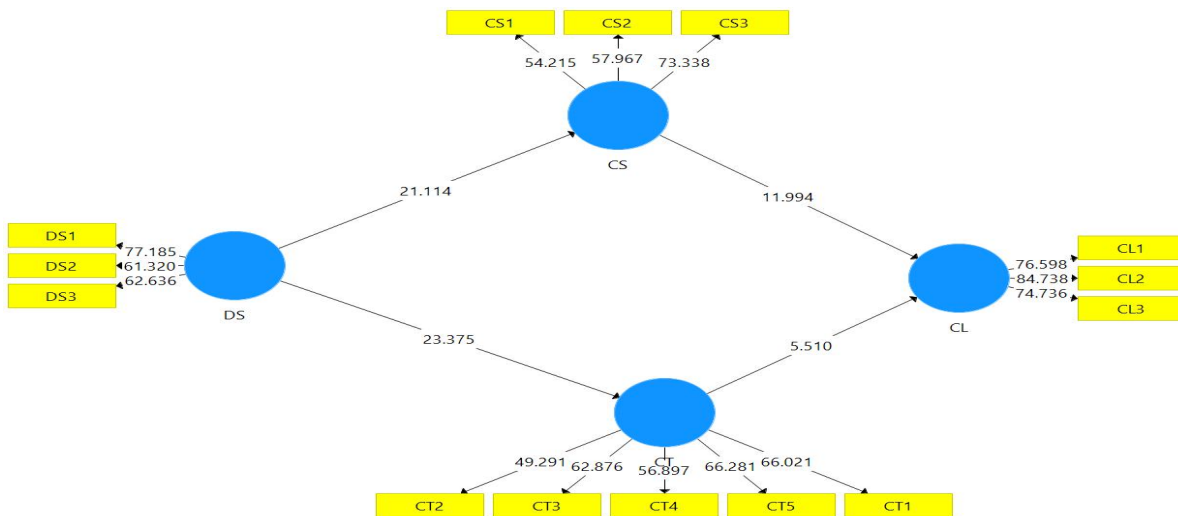 CS1 CS2 CS3
54.215 57.967 73.338
CS
21.114 11.994
DS1
77.185
DS2
61.320
DS3
62.636
DS
CL1
76.598
CL2
84.738
CL3
74.736
CL
23.375 5.510
CT
49.291 62.876 56.897 66.281 66.021
CT2 CT3 CT4 CT5 CT1